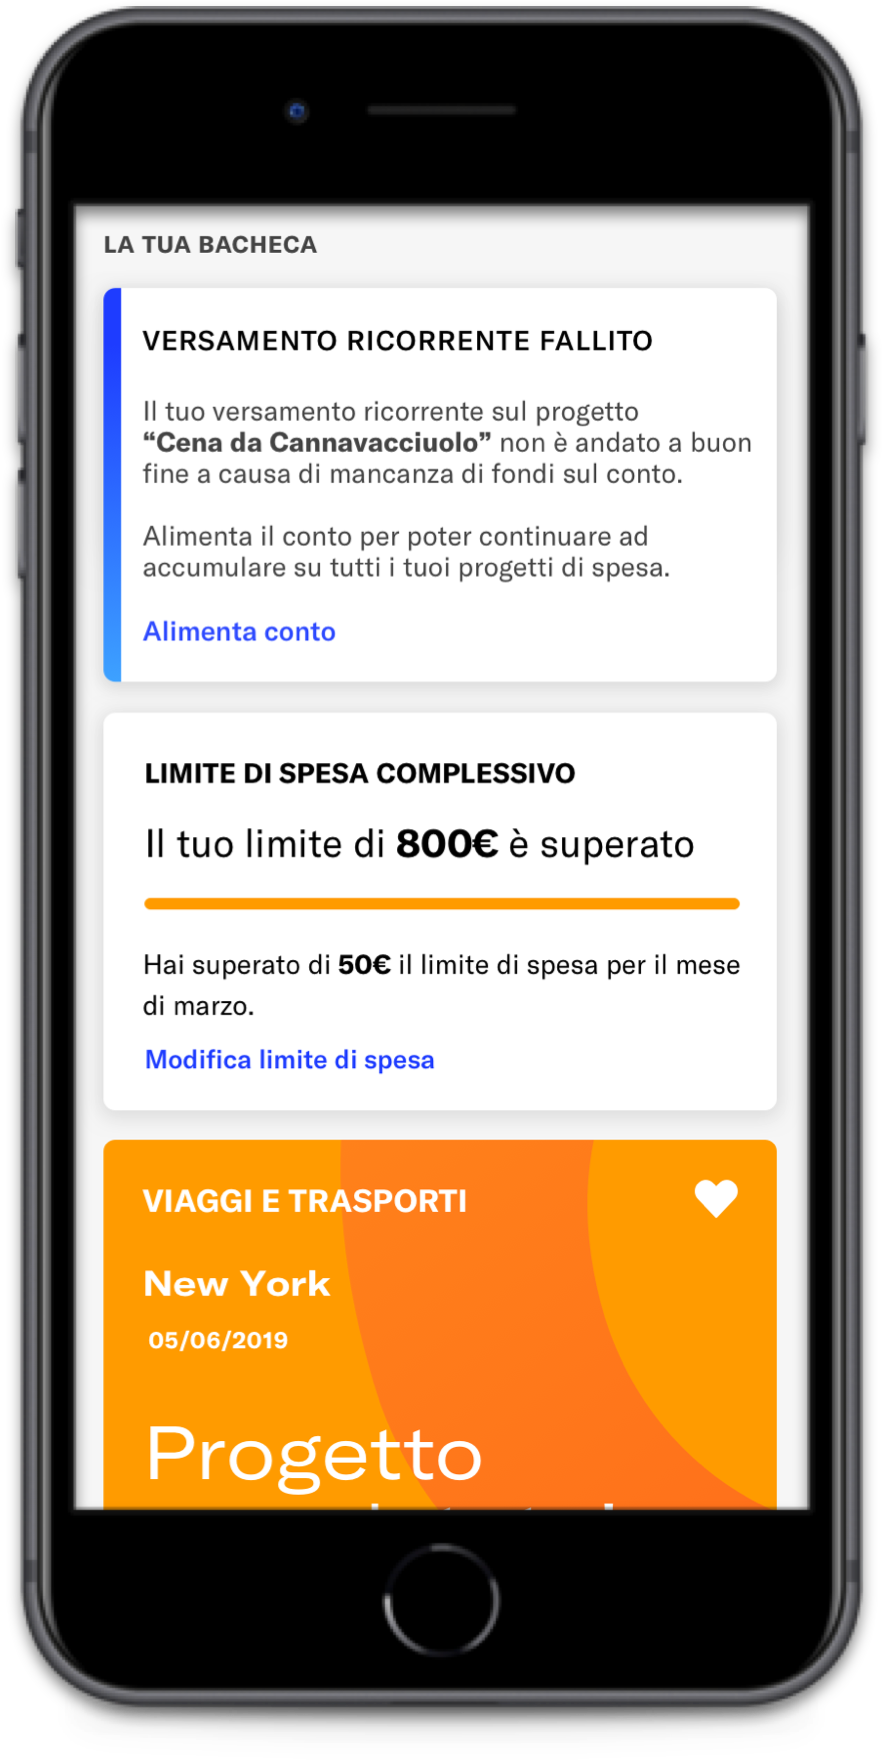 LA TUA BACHECA
VERSAMENTO RICORRENTE FALLITO
Il tuo versamento ricorrente sul progetto
“Cena da Cannavacciuolo” non è andato a buon
fine a causa di mancanza di fondi sul conto.
Alimenta il conto per poter continuare ad
accumulare su tutti i tuoi progetti di spesa.
Alimenta conto
LIMITE DI SPESA COMPLESSIVO
Il tuo limite di 800€ è superato
Hai superato di 50€ il limite di spesa per il mese
di marzo.
Modifica limite di spesa
VIAGGI E TRASPORTI
New York
05/06/2019
Progetto